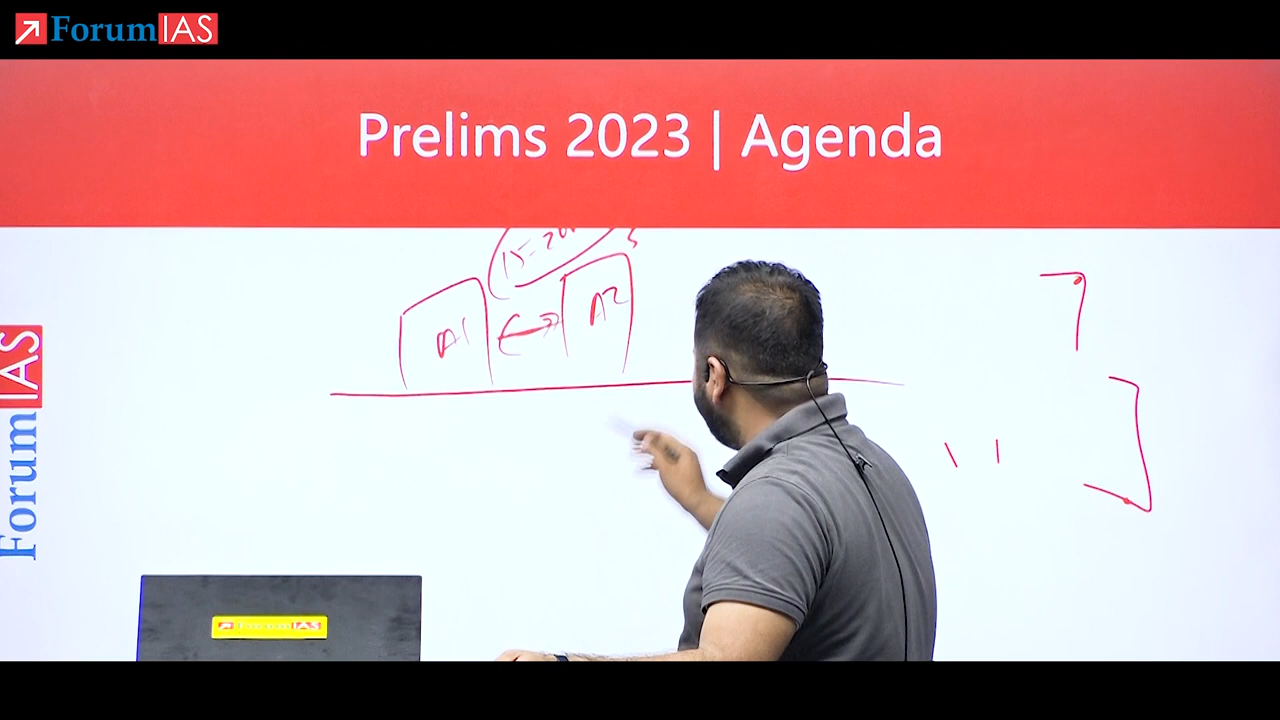 ForumIAS
Prelims 2023 | Agenda
A1
A2
ForumIAS
ForumIAS